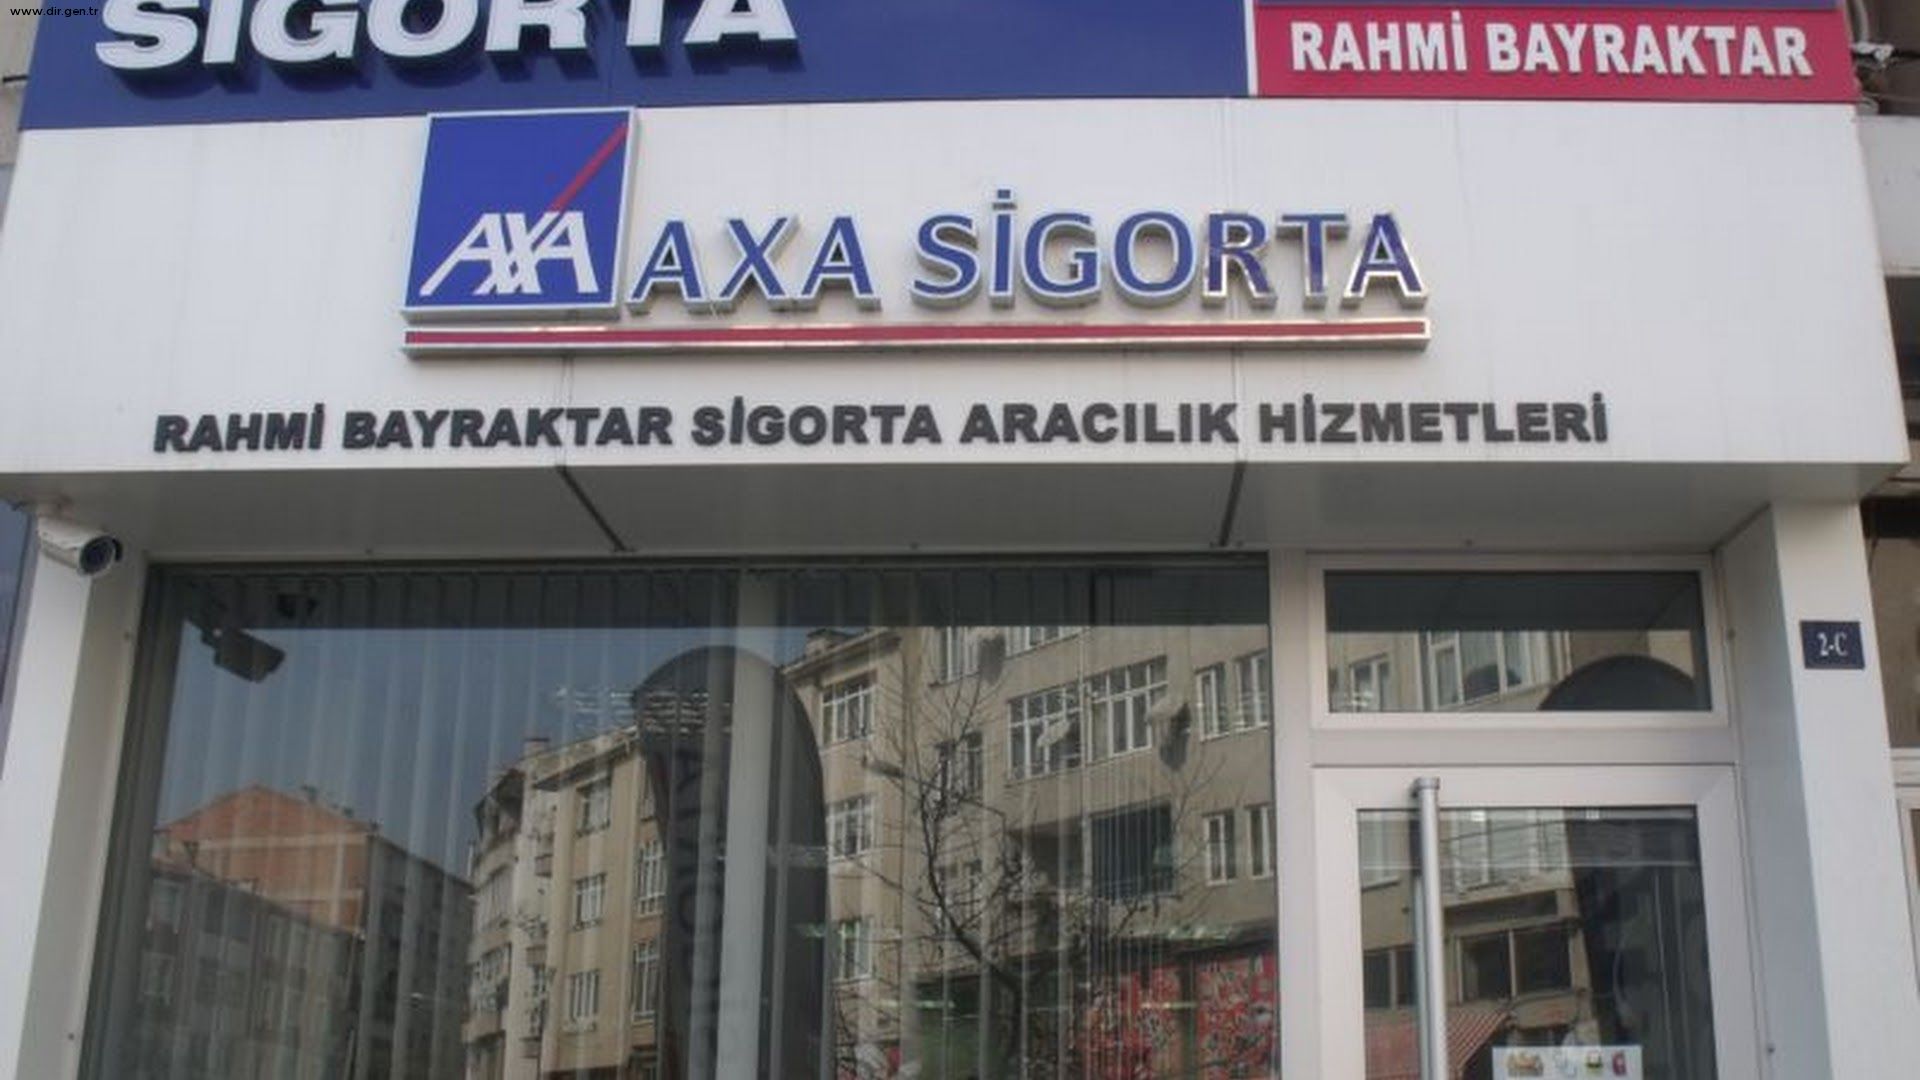 www.dir.gen.tr
SİGORTA
RAHMİ BAYRAKTAR
AXA AXA SİGORTA
RAHMİ BAYRAKTAR SİGORTA ARACILIK HİZMETLERİ
2-C